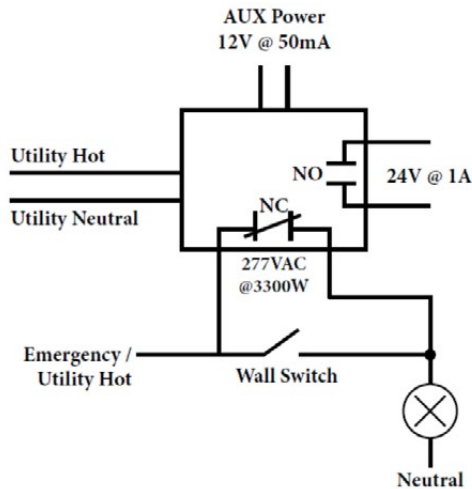 AUX Power
12V @ 50mA
Utility Hot
NO
24V @ 1A
Utility Neutral
NC
277VAC
@3300W
Emergency /
Utility Hot
Wall Switch
Neutral